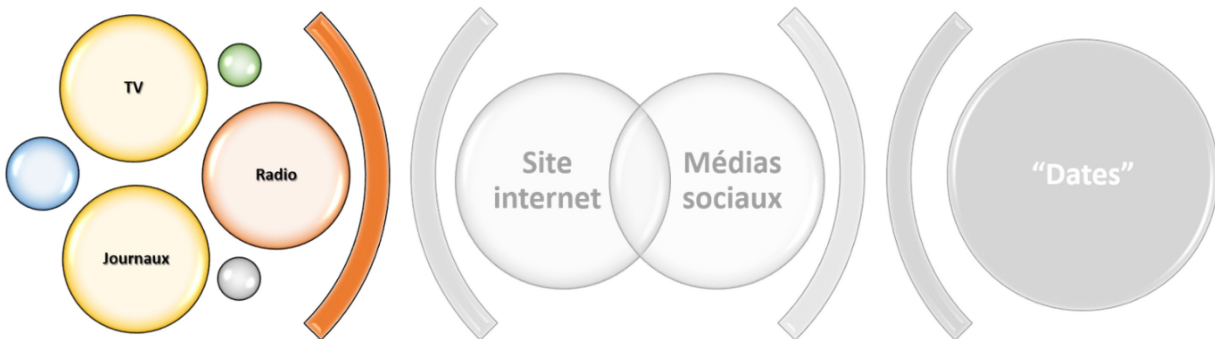 TV
Radio
Journaux
Site
internet
Médias
sociaux
“Dates”